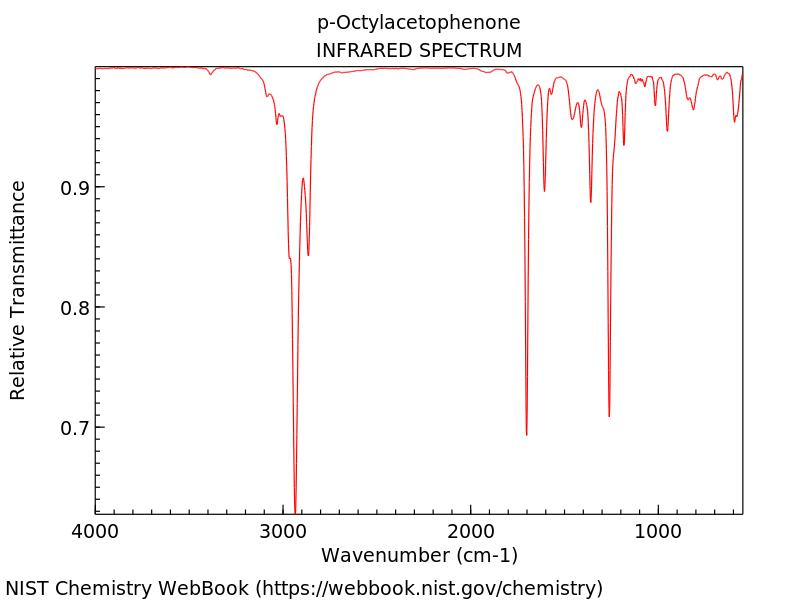 p-Octylacetophenone
INFRARED SPECTRUM
Relative Transmittance
0.9
0.8
0.7
4000 3000 2000 1000
Wavenumber (cm-1)
NIST Chemistry WebBook (https://webbook.nist.gov/chemistry)